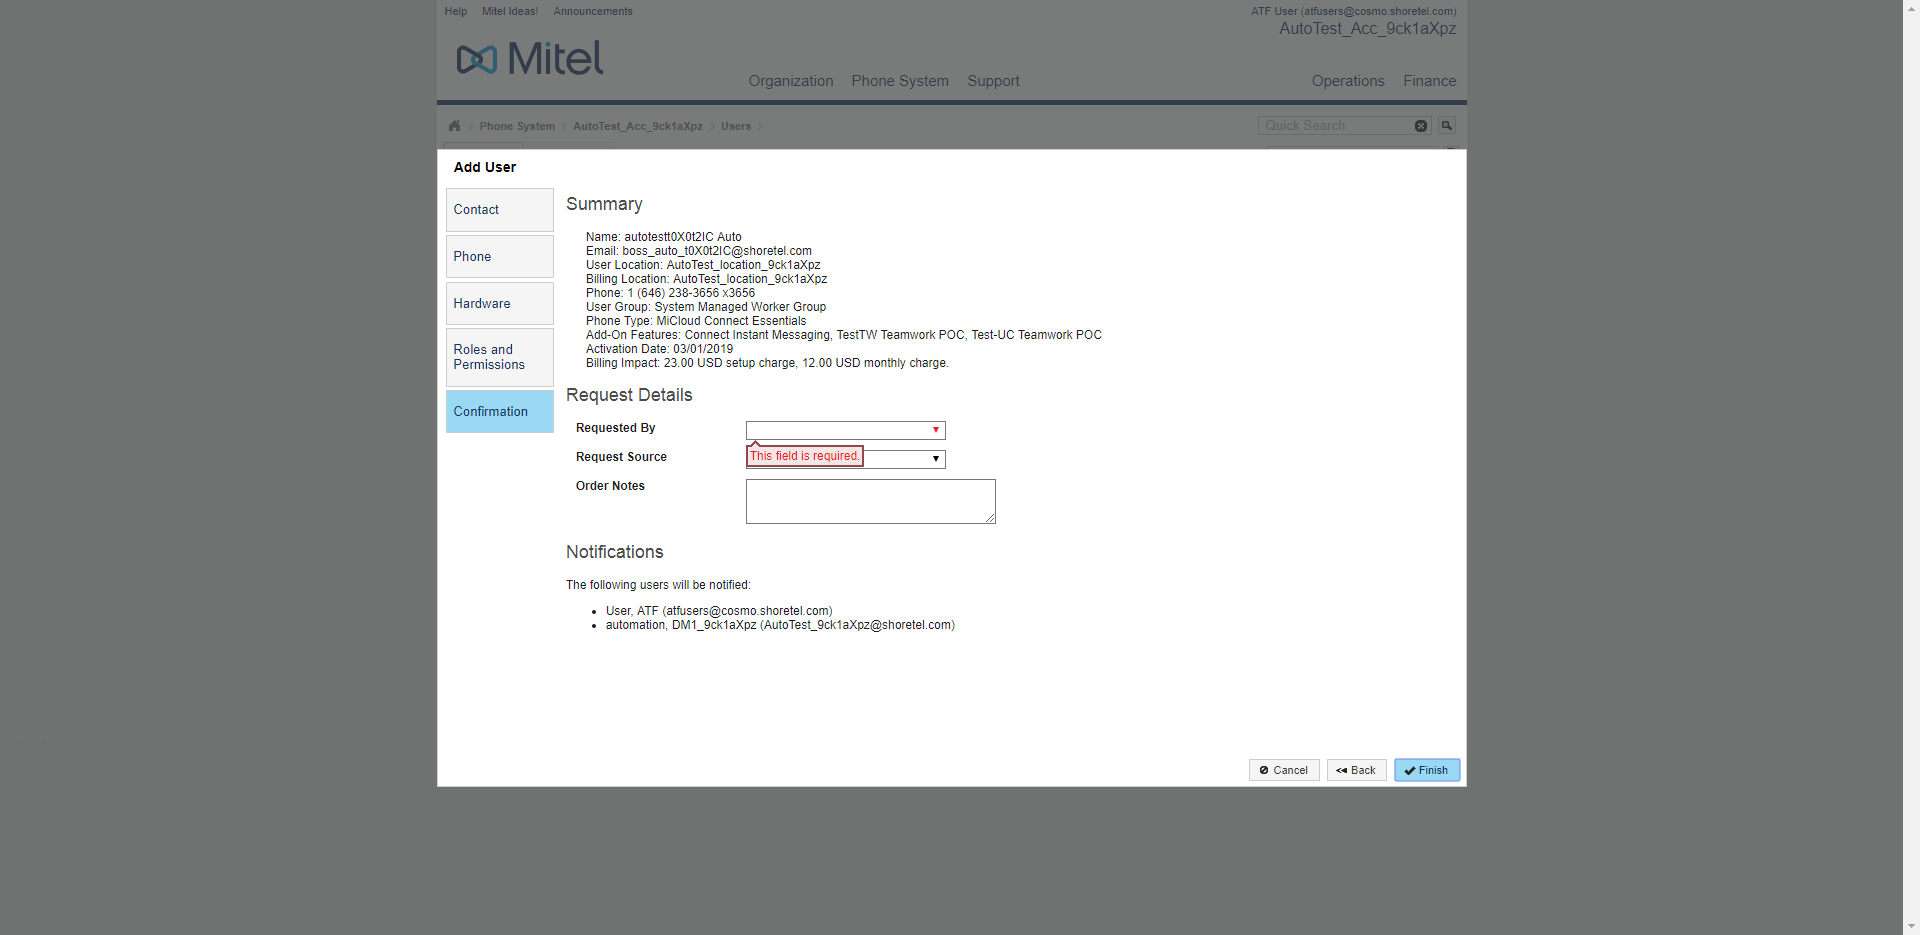 Help Mitel Ideas! Announcements
ATF User (atfusers@cosmo.shoretel.com)
AutoTest_Acc_9ck1aXpz
Mitel
Organization Phone System Support Operations Finance
Phone System AutoTest_Acc_9ck1aXpz Users
Quick Search
Add User
Contact
Phone
Hardware
Roles and
Permissions
Confirmation
Summary
Name: autotestt0X0t2IC Auto
Email: boss_auto_t0X0t2IC@shoretel.com
User Location: AutoTest_location_9ck1aXpz
Billing Location: AutoTest_location_9ck1aXpz
Phone: 1 (646) 238-3656 x3656
User Group: System Managed Worker Group
Phone Type: MiCloud Connect Essentials
Add-On Features: Connect Instant Messaging, TestTW Teamwork POC, Test-UC Teamwork POC
Activation Date: 03/01/2019
Billing Impact: 23.00 USD setup charge, 12.00 USD monthly charge.
Request Details
Requested By
This field is required.
Request Source
Order Notes
Notifications
The following users will be notified:
User, ATF (atfusers@cosmo.shoretel.com)
automation, DM1_9ck1aXpz (AutoTest_9ck1aXpz@shoretel.com)
Cancel Back Finish